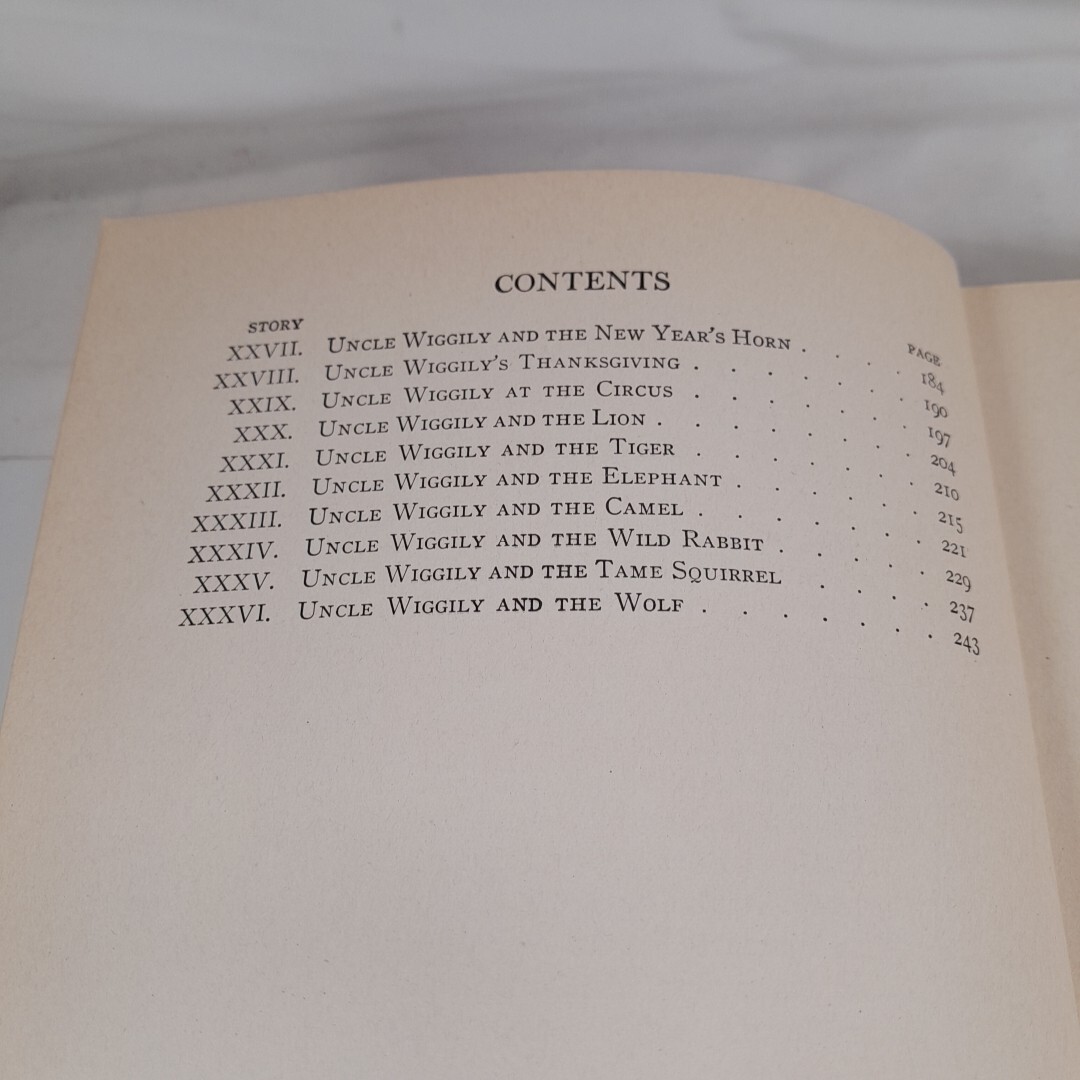 CONTENTS
STORY PAGE
XXVII. UNCLE WIGGILY AND THE NEW YEAR'S HORN . . . . 184
XXVIII. UNCLE WIGGILY'S THANKSGIVING . . . . . . 190
XXIX. UNCLE WIGGILY AT THE CIRCUS . . . . . . 197
XXX. UNCLE WIGGILY AND THE LION . . . . . . . 204
XXXI. UNCLE WIGGILY AND THE TIGER . . . . . . 210
XXXII. UNCLE WIGGILY AND THE ELEPHANT . . . . . 215
XXXIII. UNCLE WIGGILY AND THE CAMEL . . . . . . 221
XXXIV. UNCLE WIGGILY AND THE WILD RABBIT . . . . 229
XXXV. UNCLE WIGGILY AND THE TAME SQUIRREL . . . . 237
XXXVI. UNCLE WIGGILY AND THE WOLF . . . . . . . 243